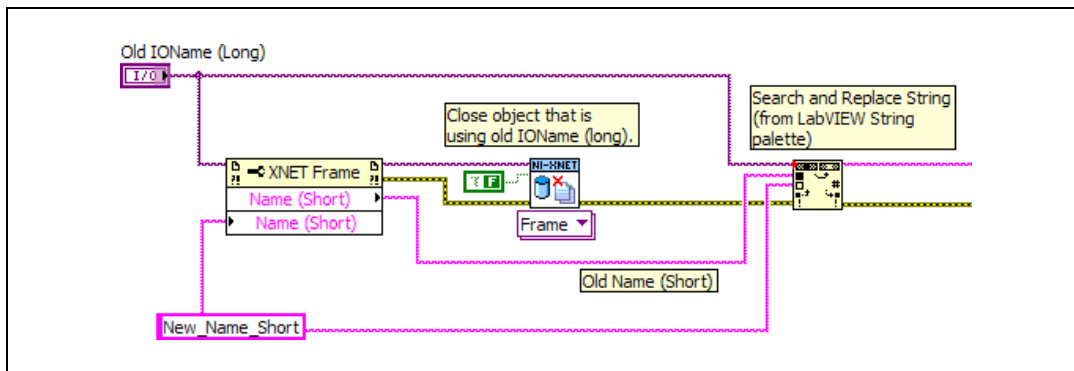 Old IOName (Long)
I/O
Close object that is
using old IOName (long).
Search and Replace String
(from LabVIEW String
palette)
XNET Frame
Name (Short)
Name (Short)
NI-XNET
F
Frame
Old Name (Short)
New_Name_Short